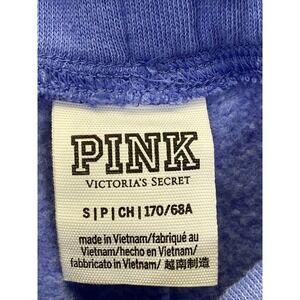 PINK
VICTORIA'S SECRET
S|P|CH|170/68A
made in Vietnam/fabriqué au
Vietnam/hecho en Vietnam/
fabbricato in Vietnam/ 越南制造